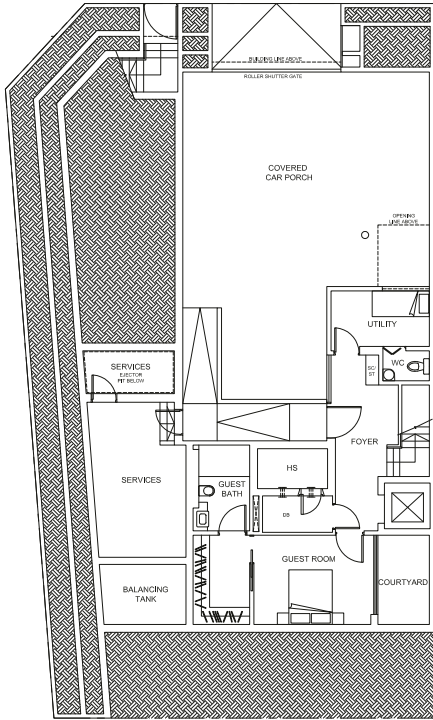 BUILDING LINE ABOVE
ROLLER SHUTTER GATE
COVERED
CAR PORCH
OPENING
LINE ABOVE
UTILITY
SERVICES
EJECTOR
PIT BELOW
SC/
ST
WC
FOYER
HS
SERVICES
GUEST
BATH
DB
GUEST ROOM
BALANCING
TANK
COURTYARD